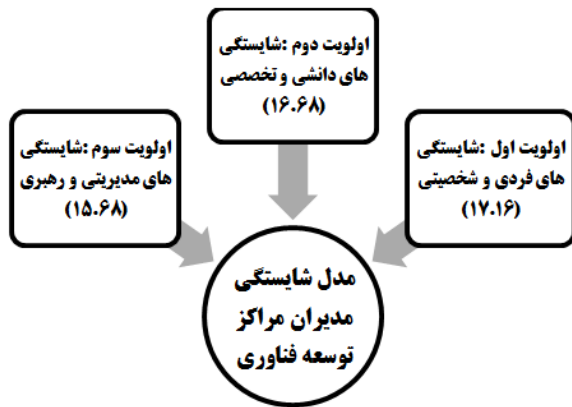 اولویت دوم :شایستگی
های دانشی و تخصصی
(۱۶.۶۸)
اولویت اول :شایستگی
های فردی و شخصیتی
(۱۷.۱۶)
اولویت سوم :شایستگی
های مدیریتی و رهبری
(۱۵.۶۸)
مدل شایستگی
مدیران مراکز
توسعه فناوری